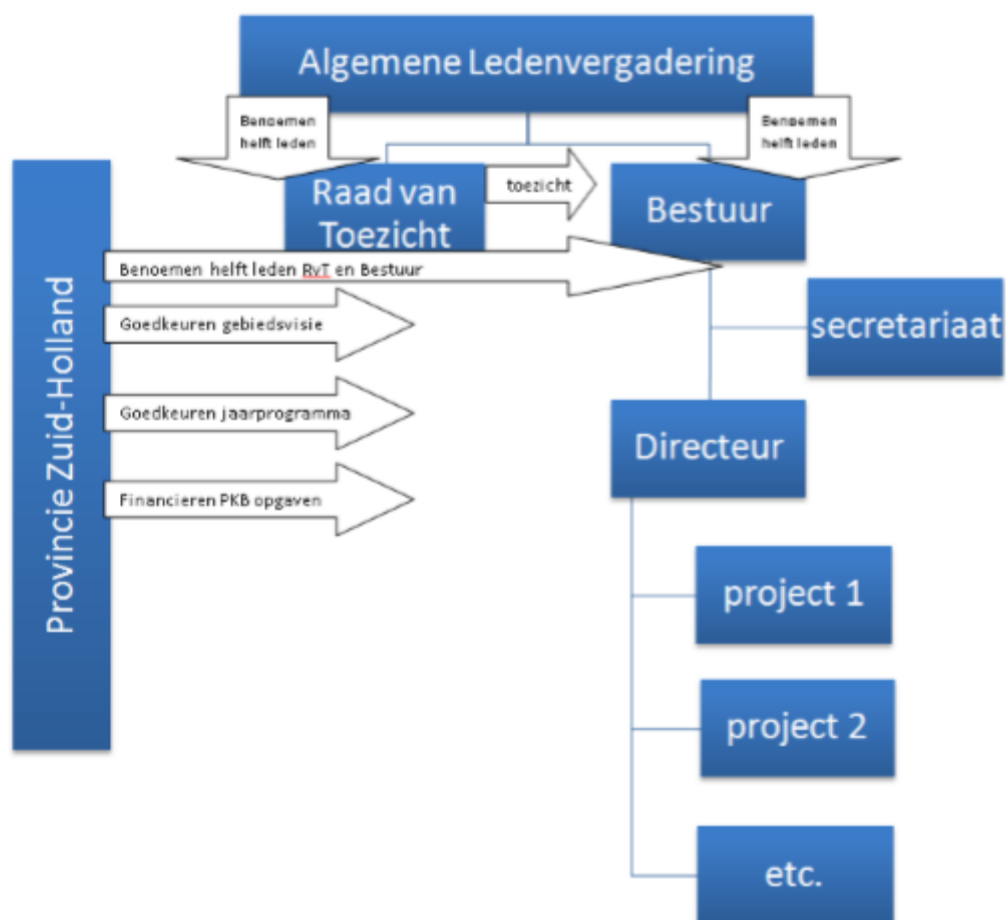 Algemene Ledenvergadering
Benoemen
helft leden
Benoemen
helft leden
Raad van
Toezicht
toezicht
Bestuur
Benoemen helft leden RvT en Bestuur
Provincie Zuid-Holland
Goedkeuren gebiedsvisie
secretariaat
Goedkeuren jaarprogramma
Directeur
Financieren PKB opgaven
project 1
project 2
etc.